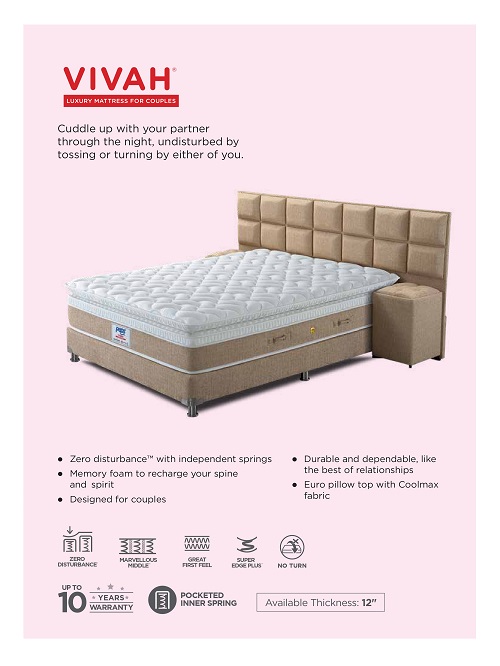 VIVAH®
LUXURY MATTRESS FOR COUPLES
Cuddle up with your partner
through the night, undisturbed by
tossing or turning by either of you.
• Zero disturbance™ with independent springs
• Memory foam to recharge your spine
and spirit
• Designed for couples
• Durable and dependable, like
the best of relationships
• Euro pillow top with Coolmax
fabric
ZERO
DISTURBANCE
MARVELLOUS
MIDDLE
GREAT
FIRST FEEL
SUPER
EDGE PLUS
NO TURN
UP TO
10 YEARS
WARRANTY
POCKETED
INNER SPRING
Available Thickness: 12"